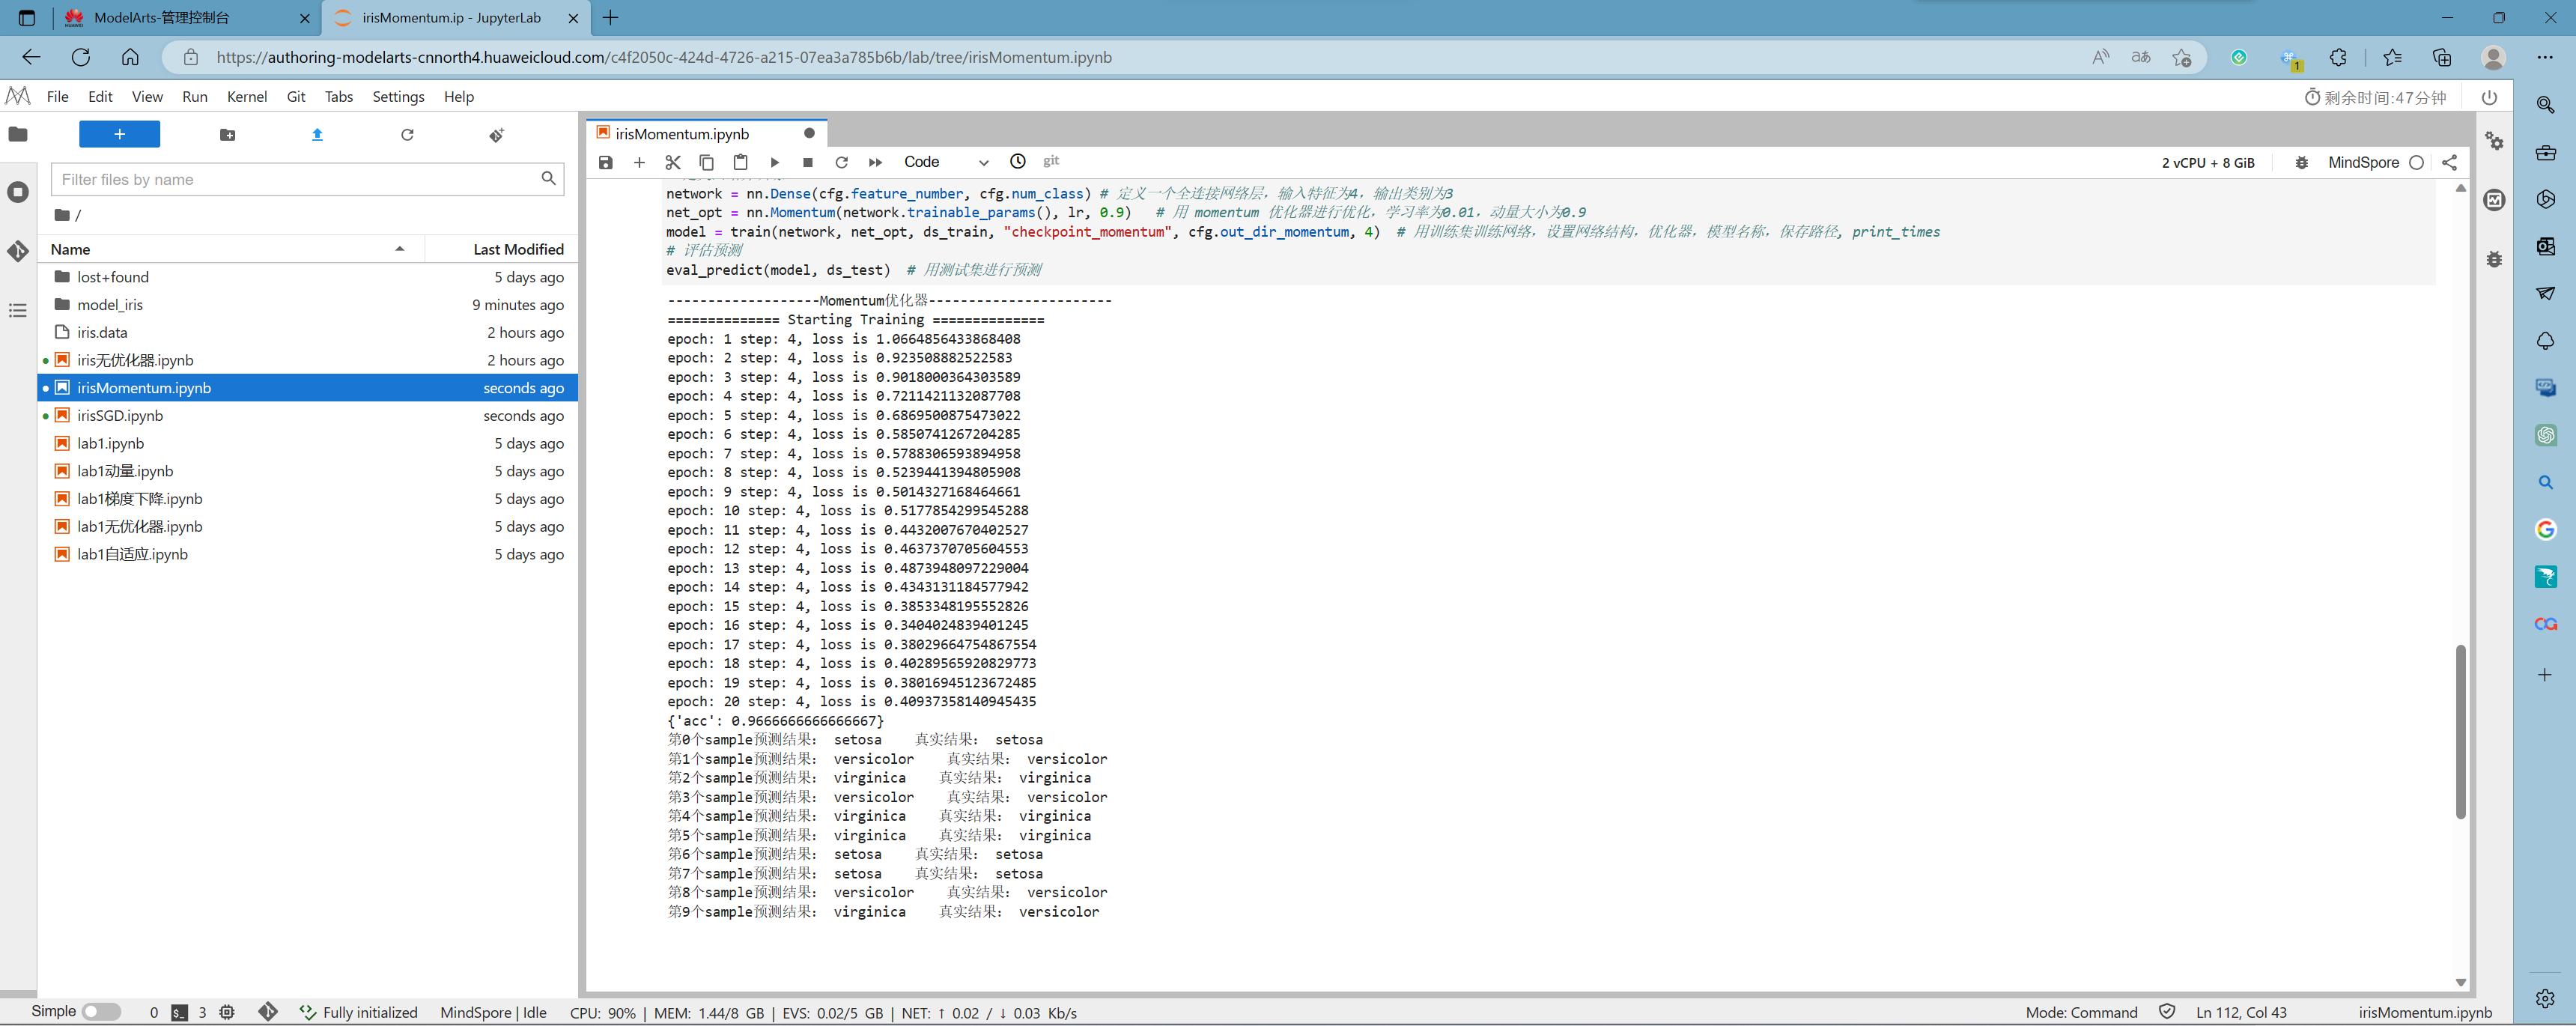 ModelArts-管理控制台
irisMomentum.ip - JupyterLab
https://authoring-modelarts-cnnorth4.huaweicloud.com/c4f2050c-424d-4726-a215-07ea3a785b6b/lab/tree/irisMomentum.ipynb
File Edit View Run Kernel Git Tabs Settings Help
剩余时间:47分钟
Filter files by name
/
Name Last Modified
lost+found 5 days ago
model_iris 9 minutes ago
iris.data 2 hours ago
iris无优化器.ipynb 2 hours ago
irisMomentum.ipynb seconds ago
irisSGD.ipynb seconds ago
lab1.ipynb 5 days ago
lab1动量.ipynb 5 days ago
lab1梯度下降.ipynb 5 days ago
lab1无优化器.ipynb 5 days ago
lab1自适应.ipynb 5 days ago
irisMomentum.ipynb
Code git 2 vCPU + 8 GiB MindSpore
network = nn.Dense(cfg.feature_number, cfg.num_class) # 定义一个全连接网络层，输入特征为4，输出类别为3
net_opt = nn.Momentum(network.trainable_params(), lr, 0.9) # 用 momentum 优化器进行优化，学习率为0.01，动量大小为0.9
model = train(network, net_opt, ds_train, "checkpoint_momentum", cfg.out_dir_momentum, 4) # 用训练集训练网络，设置网络结构，优化器，模型名称，保存路径, print_times
# 评估预测
eval_predict(model, ds_test) # 用测试集进行预测
-------------------Momentum优化器-----------------------
============== Starting Training ==============
epoch: 1 step: 4, loss is 1.0664856433868408
epoch: 2 step: 4, loss is 0.923508882522583
epoch: 3 step: 4, loss is 0.9018000364303589
epoch: 4 step: 4, loss is 0.7211421132087708
epoch: 5 step: 4, loss is 0.6869500875473022
epoch: 6 step: 4, loss is 0.5850741267204285
epoch: 7 step: 4, loss is 0.5788306593894958
epoch: 8 step: 4, loss is 0.5239441394805908
epoch: 9 step: 4, loss is 0.5014327168464661
epoch: 10 step: 4, loss is 0.5177854299545288
epoch: 11 step: 4, loss is 0.4432007670402527
epoch: 12 step: 4, loss is 0.4637370705604553
epoch: 13 step: 4, loss is 0.4873948097229004
epoch: 14 step: 4, loss is 0.4343131184577942
epoch: 15 step: 4, loss is 0.3853348195552826
epoch: 16 step: 4, loss is 0.3404024839401245
epoch: 17 step: 4, loss is 0.38029664754867554
epoch: 18 step: 4, loss is 0.40289565920829773
epoch: 19 step: 4, loss is 0.38016945123672485
epoch: 20 step: 4, loss is 0.40937358140945435
{'acc': 0.9666666666666667}
第0个sample预测结果： setosa 真实结果： setosa
第1个sample预测结果： versicolor 真实结果： versicolor
第2个sample预测结果： virginica 真实结果： virginica
第3个sample预测结果： versicolor 真实结果： versicolor
第4个sample预测结果： virginica 真实结果： virginica
第5个sample预测结果： virginica 真实结果： virginica
第6个sample预测结果： setosa 真实结果： setosa
第7个sample预测结果： setosa 真实结果： setosa
第8个sample预测结果： versicolor 真实结果： versicolor
第9个sample预测结果： virginica 真实结果： versicolor
Simple 0 3 Fully initialized MindSpore | Idle CPU: 90% | MEM: 1.44/8 GB | EVS: 0.02/5 GB | NET: ↑ 0.02 / ↓ 0.03 Kb/s Mode: Command Ln 112, Col 43 irisMomentum.ipynb